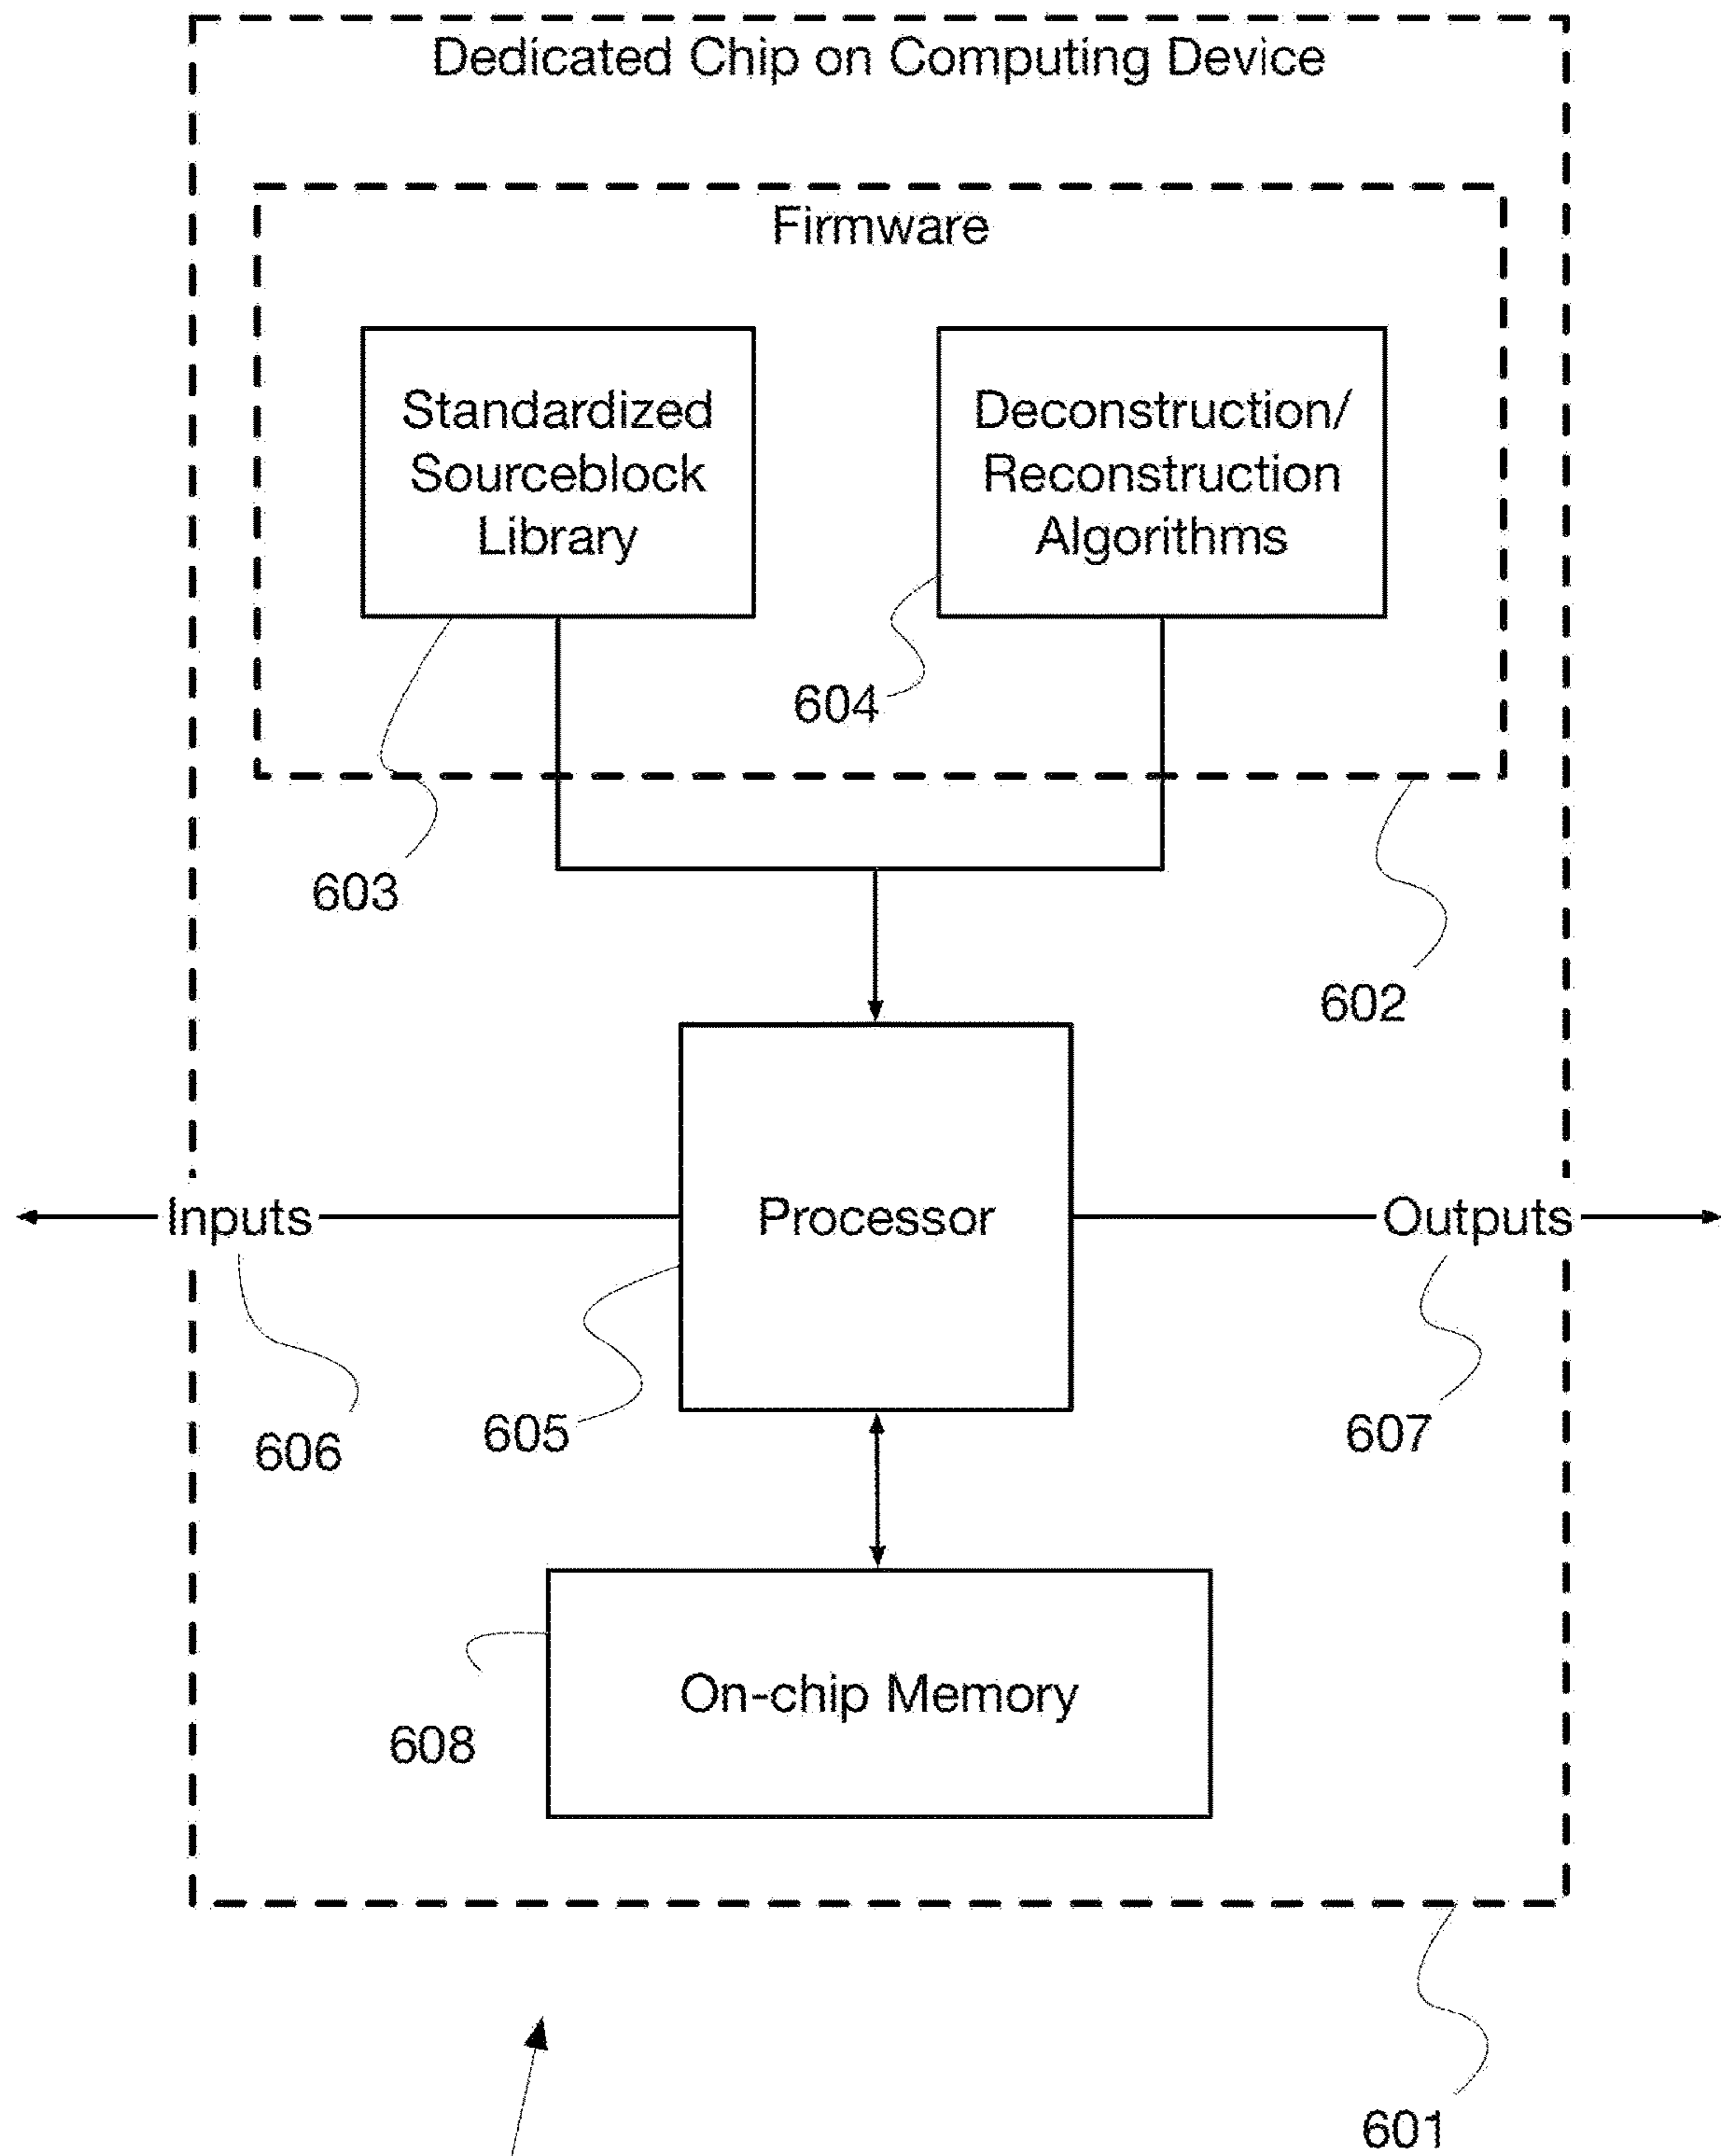 Dedicated Chip on Computing Device
Firmware
Standardized
Sourceblock
Library
Deconstruction/
Reconstruction
Algorithms
604
603
602
Inputs
Processor
Outputs
606
605
607
On-chip Memory
608
601